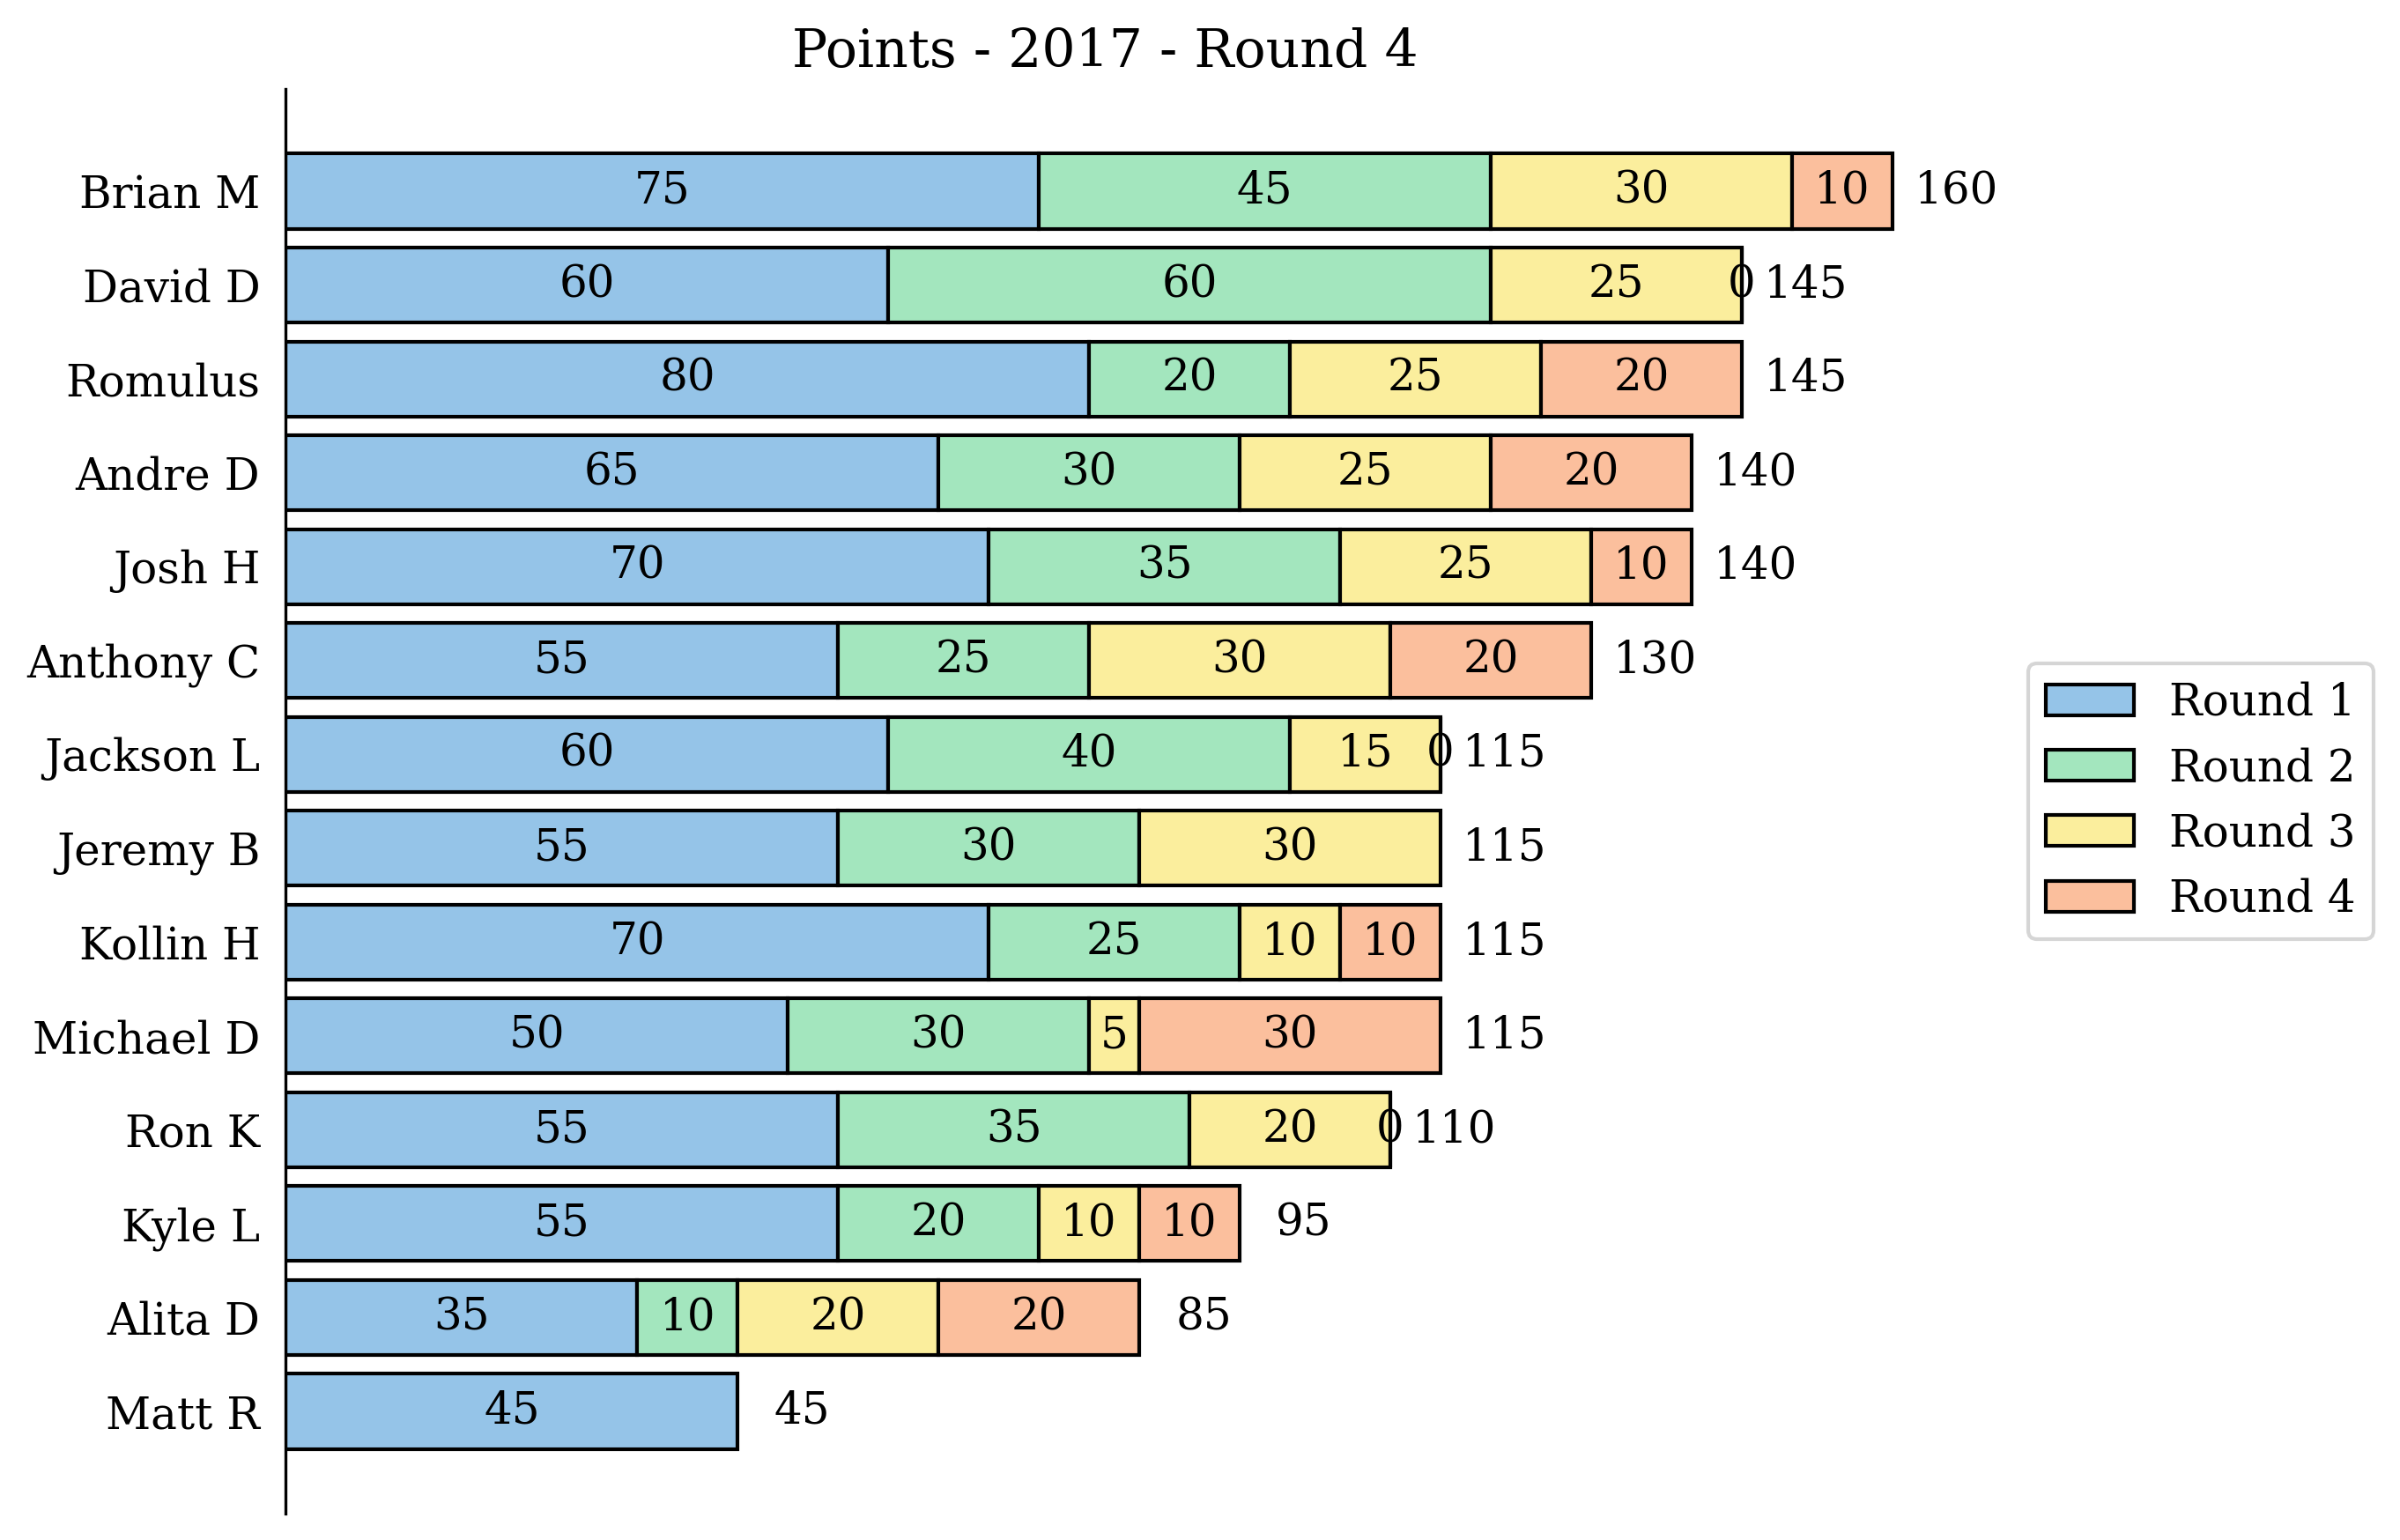 Points - 2017 - Round 4
Brian M 75 45 30 10 160
David D 60 60 25 0 145
Romulus 80 20 25 20 145
Andre D 65 30 25 20 140
Josh H 70 35 25 10 140
Anthony C 55 25 30 20 130
Jackson L 60 40 15 0 115
Jeremy B 55 30 30 115
Kollin H 70 25 10 10 115
Michael D 50 30 5 30 115
Ron K 55 35 20 0 110
Kyle L 55 20 10 10 95
Alita D 35 10 20 20 85
Matt R 45 45
Round 1
Round 2
Round 3
Round 4